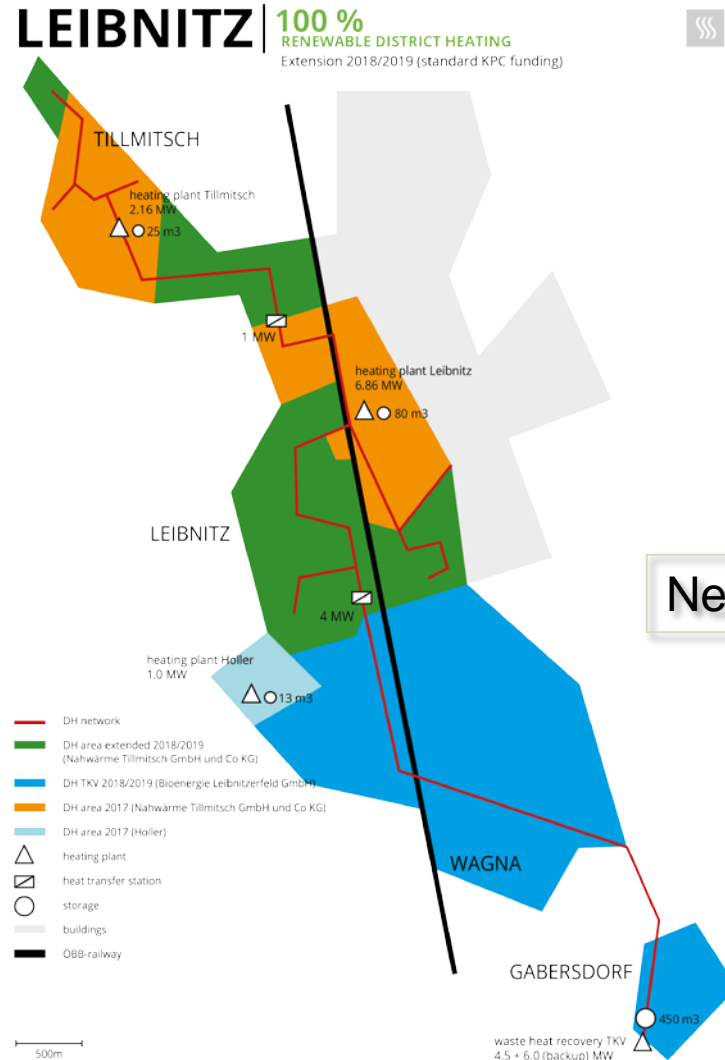 LEIBNITZ
100 %
RENEWABLE DISTRICT HEATING
Extension 2018/2019 (standard KPC funding)
TILLMITSCH
heating plant Tillmitsch
2.16 MW
25 m3
1 MW
heating plant Leibnitz
6.86 MW
80 m3
LEIBNITZ
Ne
4 MW
heating plant Holler
1.0 MW
13 m3
DH network
DH area extended 2018/2019
(Nahwärme Tillmitsch GmbH und Co KG)
DH TKV 2018/2019 (Bioenergie Leibnitzerfeld GmbH)
DH area 2017 (Nahwärme Tillmitsch GmbH und Co KG)
DH area 2017 (Holler)
heating plant
heat transfer station
storage
buildings
ÖBB-railway
WAGNA
GABERSDORF
450 m3
waste heat recovery TKV
4.5 + 6.0 (backup) MW
500m